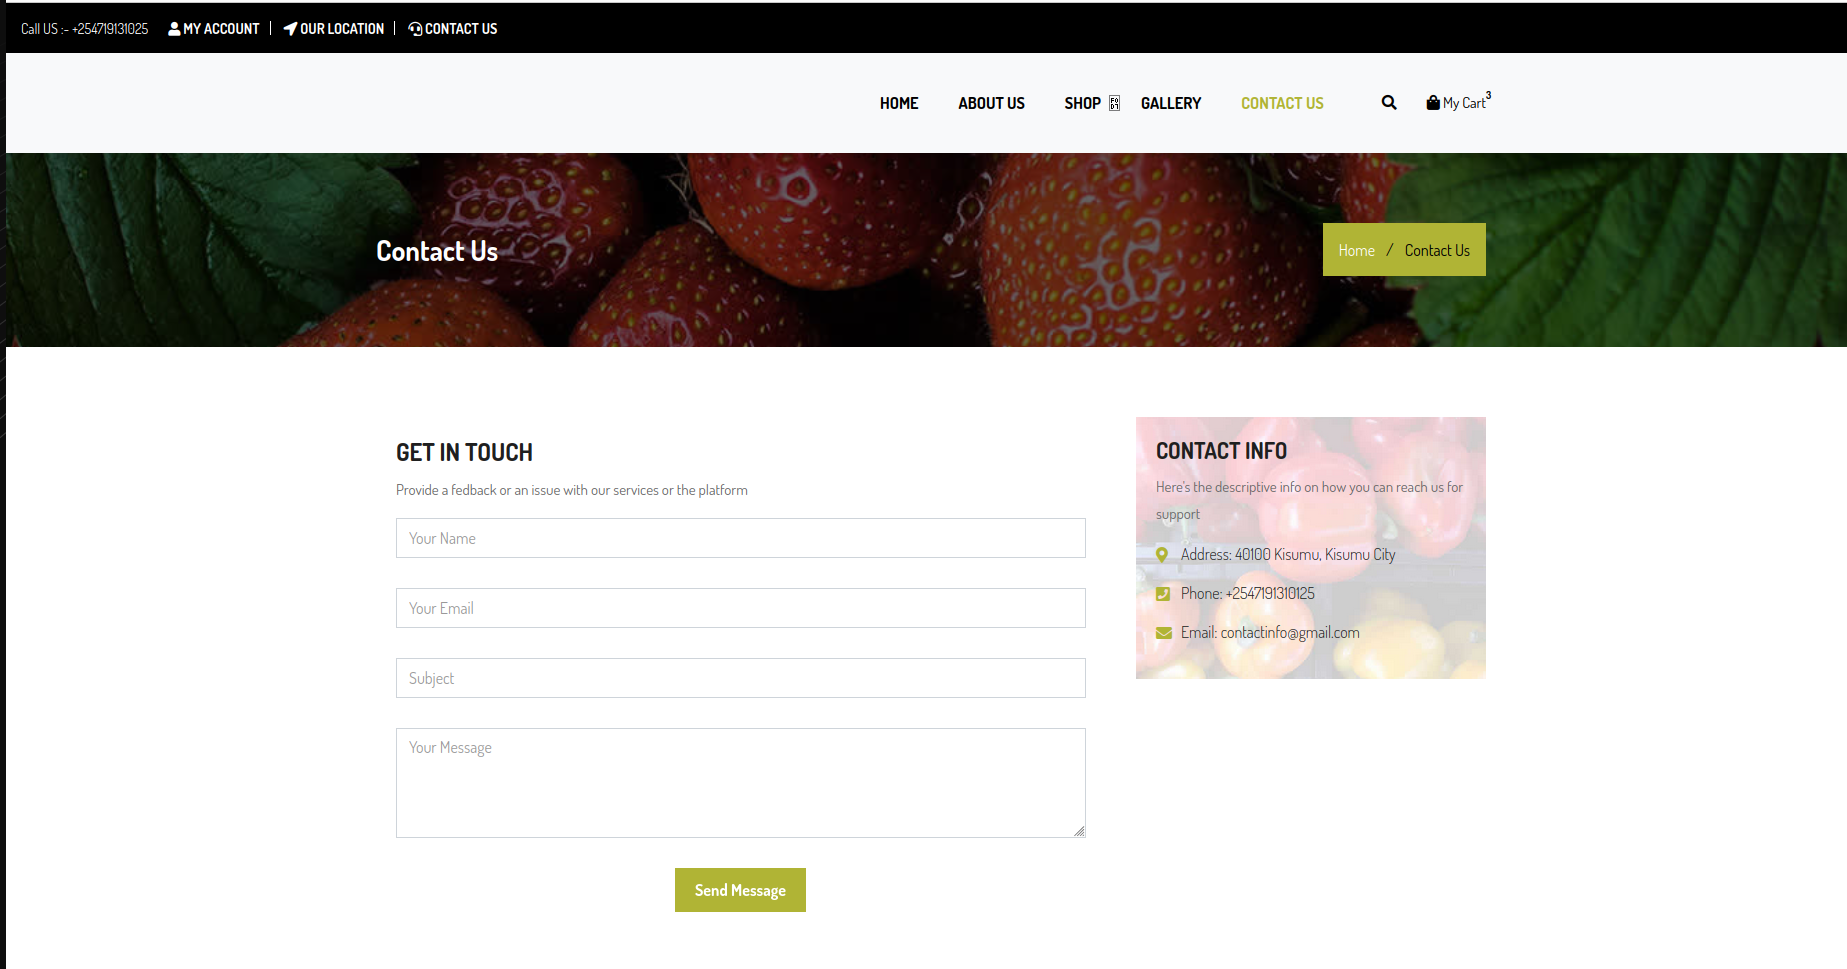 Call US :- +254719131025 MY ACCOUNT OUR LOCATION CONTACT US
HOME ABOUT US SHOP GALLERY CONTACT US My Cart 3
Contact Us
Home / Contact Us
GET IN TOUCH
Provide a fedback or an issue with our services or the platform
Your Name
Your Email
Subject
Your Message
Send Message
CONTACT INFO
Here's the descriptive info on how you can reach us for
support
Address: 40100 Kisumu, Kisumu City
Phone: +2547191310125
Email: contactinfo@gmail.com